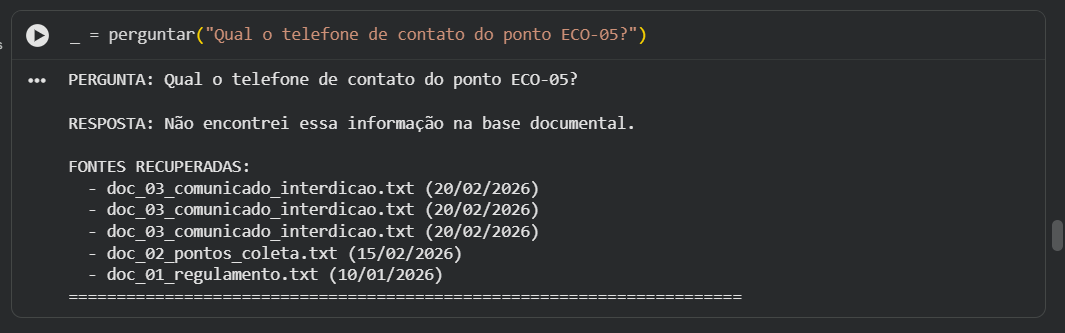 _ = perguntar("Qual o telefone de contato do ponto ECO-05?")
PERGUNTA: Qual o telefone de contato do ponto ECO-05?
RESPOSTA: Não encontrei essa informação na base documental.
FONTES RECUPERADAS:
- doc_03_comunicado_interdicao.txt (20/02/2026)
- doc_03_comunicado_interdicao.txt (20/02/2026)
- doc_03_comunicado_interdicao.txt (20/02/2026)
- doc_02_pontos_coleta.txt (15/02/2026)
- doc_01_regulamento.txt (10/01/2026)
======================================================================